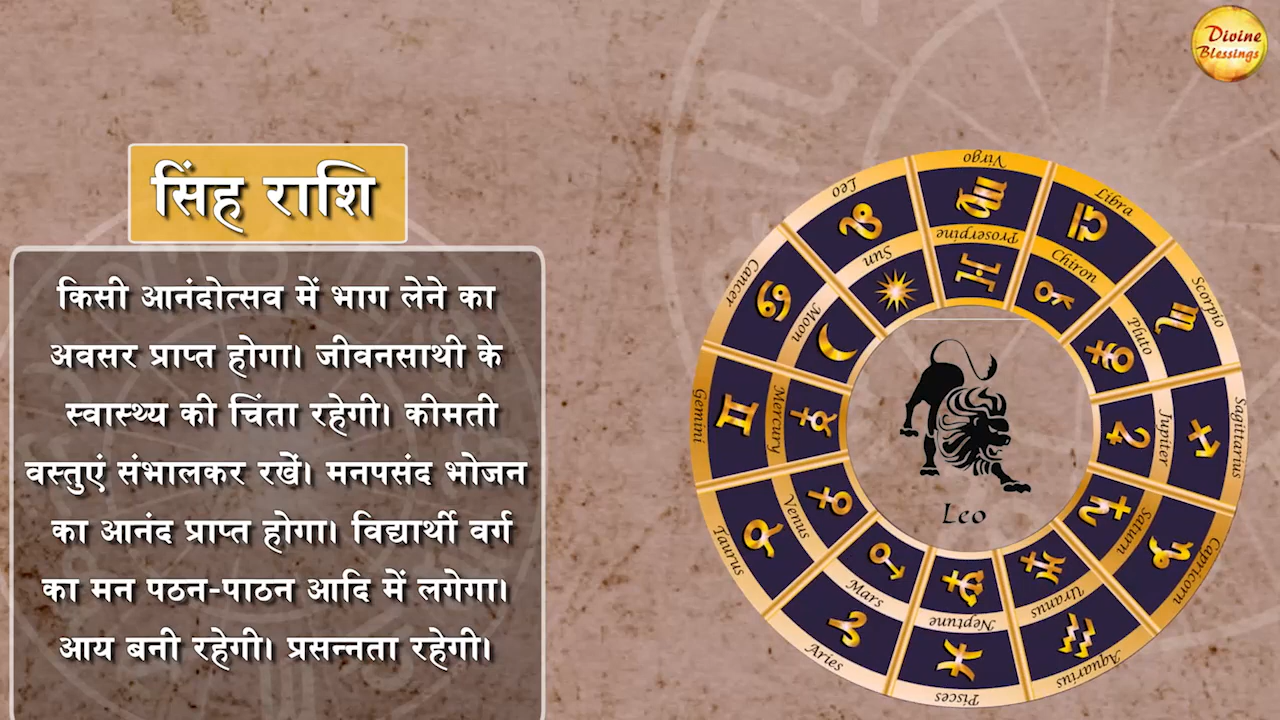 Divine
Blessings
सिंह राशि
किसी आनंदोत्सव में भाग लेने का
अवसर प्राप्त होगा। जीवनसाथी के
स्वास्थ्य की चिंता रहेगी। कीमती
वस्तुएं संभालकर रखें। मनपसंद भोजन
का आनंद प्राप्त होगा। विद्यार्थी वर्ग
का मन पठन-पाठन आदि में लगेगा।
आय बनी रहेगी। प्रसन्नता रहेगी।
Virgo
Libra
Scorpio
Sagittarius
Capricorn
Aquarius
Pisces
Aries
Taurus
Gemini
Cancer
Leo
Proserpine
Chiron
Pluto
Jupiter
Saturn
Uranus
Neptune
Mars
Venus
Mercury
Moon
Sun
Leo